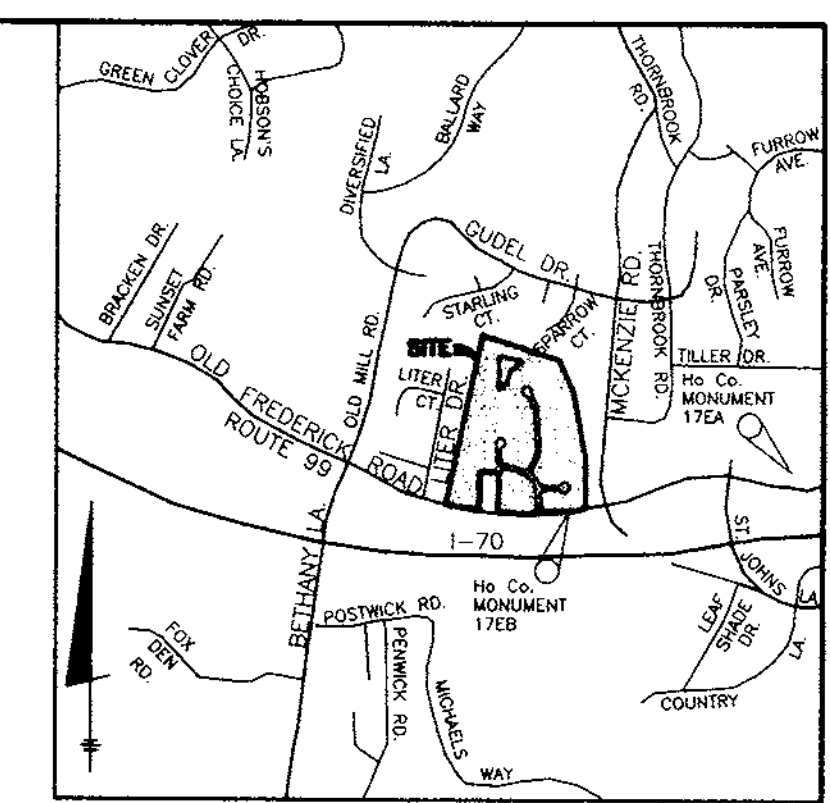 GREEN CLOVER DR.
HOBSON'S
CHOICE LA.
DIVERSIFIED
LA.
BALLARD
WAY
THORNBROOK
RD.
FURROW
AVE.
FURROW
AVE.
PARSLEY
DR.
GUDEL DR.
BRACKEN DR.
SUNSET
FARM RD.
STARLING
CT.
SPARROW
CT.
MCKENZIE RD.
THORNBROOK RD.
OLD MILL RD.
SITE
LITER
CT.
LITER DR.
TILLER DR.
Ho Co.
MONUMENT
17EA
OLD FREDERICK ROAD
ROUTE 99
I-70
BETHANY LA.
Ho Co.
MONUMENT
17EB
ST. JOHNS LA.
LEAF
SHADE
DR.
COUNTRY LA.
POSTWICK RD.
PENWICK RD.
MICHAELS WAY
FOX
DEN
RD.